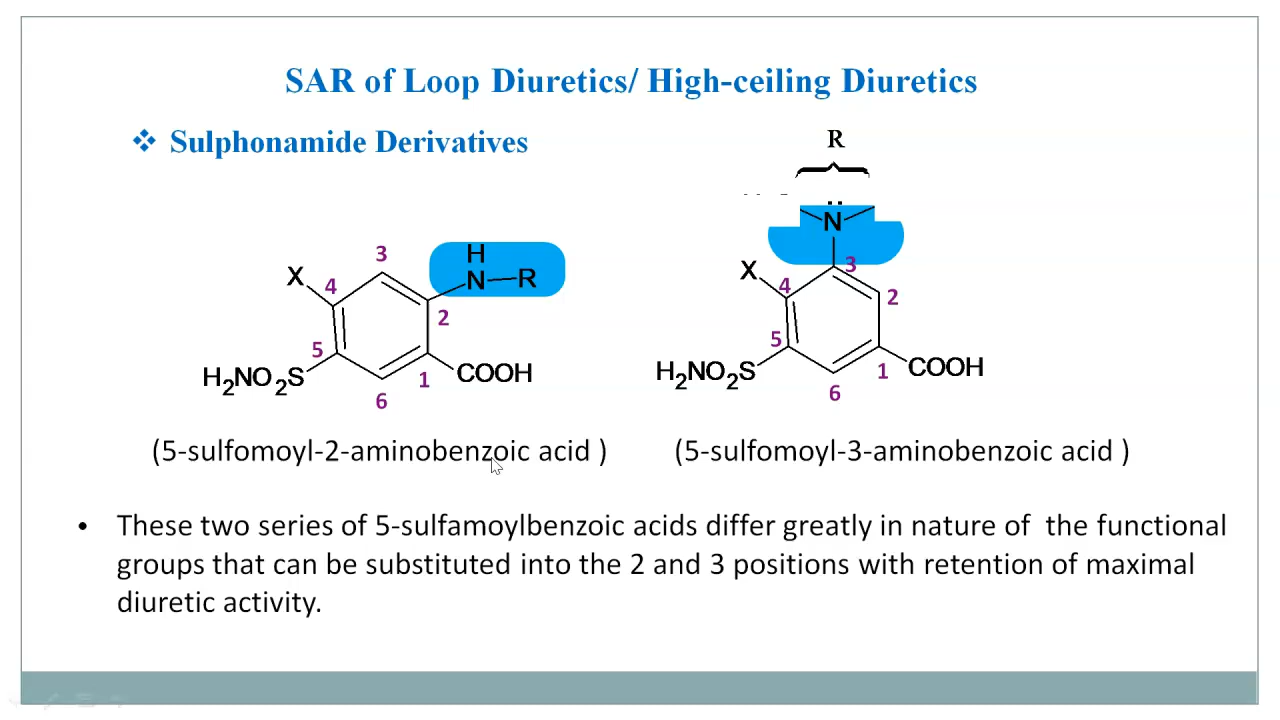 SAR of Loop Diuretics/ High-ceiling Diuretics
❖ Sulphonamide Derivatives
R
H
N
R
X
3
4
2
5
1
6
H2NO2S
COOH
N
X
3
4
2
5
1
6
H2NO2S
COOH
(5-sulfomoyl-2-aminobenzoic acid )
(5-sulfomoyl-3-aminobenzoic acid )
• These two series of 5-sulfamoylbenzoic acids differ greatly in nature of the functional
groups that can be substituted into the 2 and 3 positions with retention of maximal
diuretic activity.